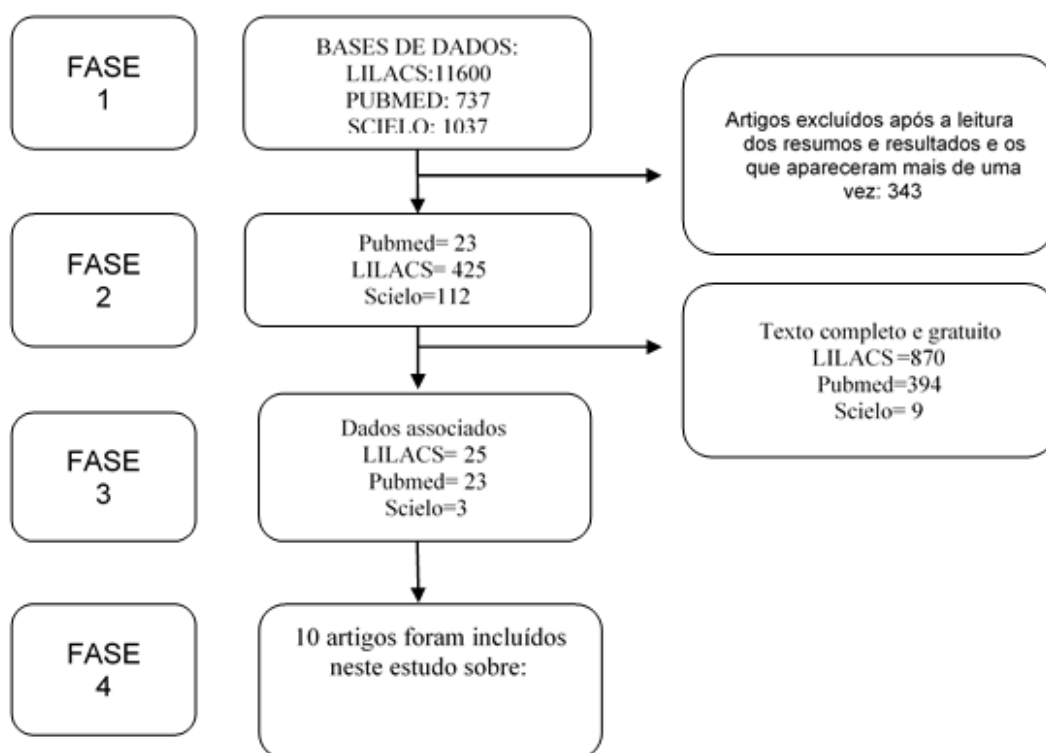 FASE
1
BASES DE DADOS:
LILACS:11600
PUBMED: 737
SCIELO: 1037
Artigos excluídos após a leitura
dos resumos e resultados e os
que apareceram mais de uma
vez: 343
FASE
2
Pubmed= 23
LILACS= 425
Scielo=112
Texto completo e gratuito
LILACS =870
Pubmed=394
Scielo= 9
FASE
3
Dados associados
LILACS= 25
Pubmed= 23
Scielo=3
FASE
4
10 artigos foram incluídos
neste estudo sobre: